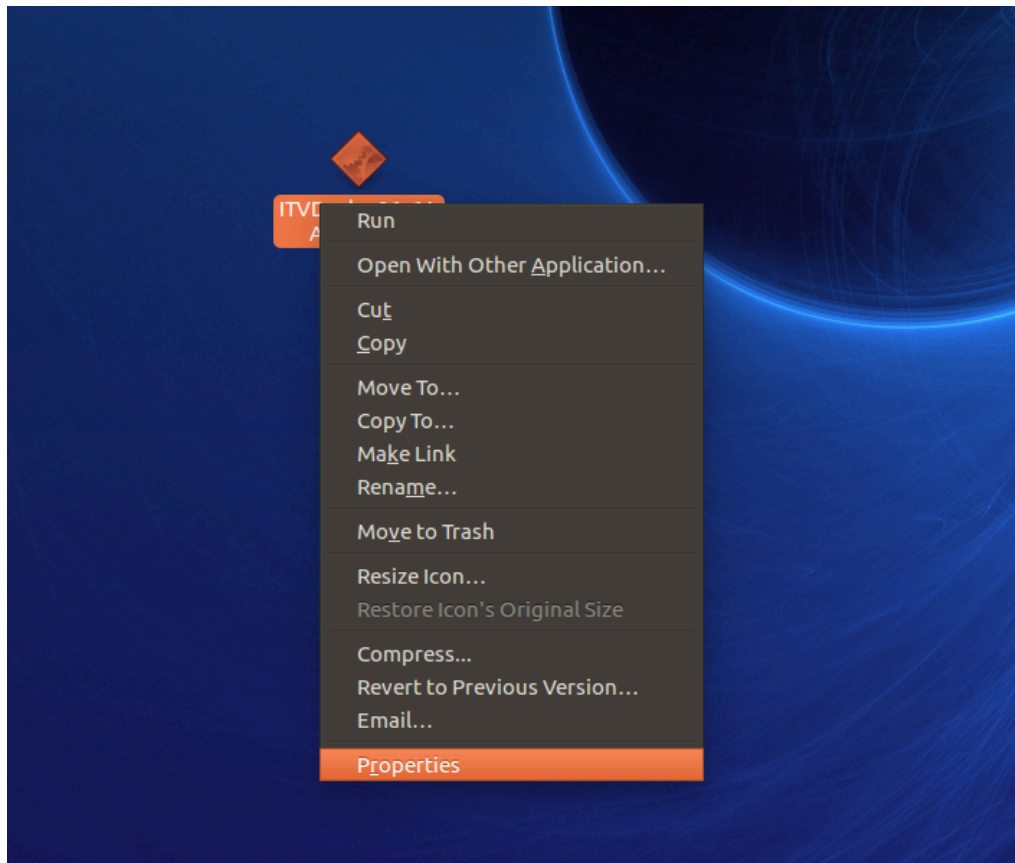 Run
Open With Other Application…
Cut
Copy
Move To…
Copy To…
Make Link
Rename…
Move to Trash
Resize Icon…
Restore Icon's Original Size
Compress...
Revert to Previous Version…
Email…
Properties